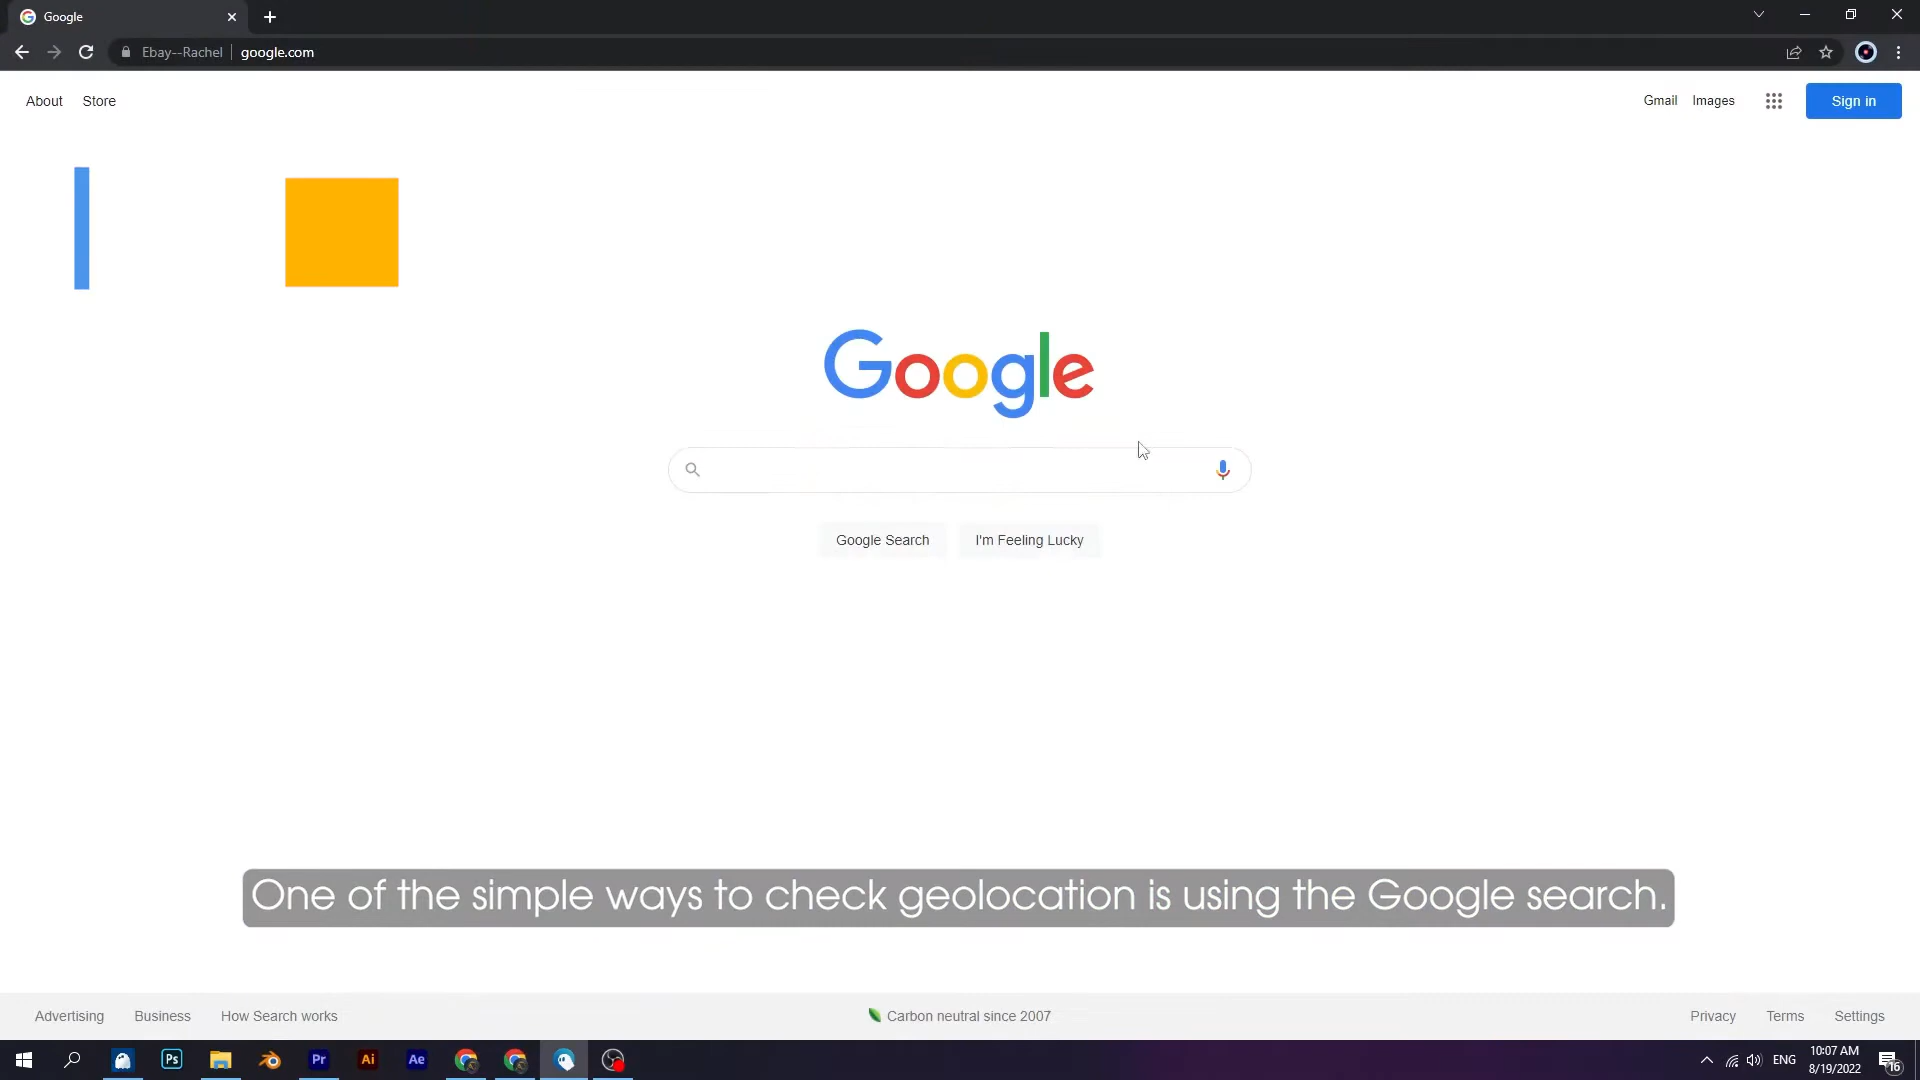 Google
Ebay--Rachel google.com
About Store
Gmail Images Sign in
Google
Google Search I'm Feeling Lucky
One of the simple ways to check geolocation is using the Google search.
Advertising Business How Search works
Carbon neutral since 2007
Privacy Terms Settings
Ps Pr Ai Ae
ENG
10:07 AM
8/19/2022
16